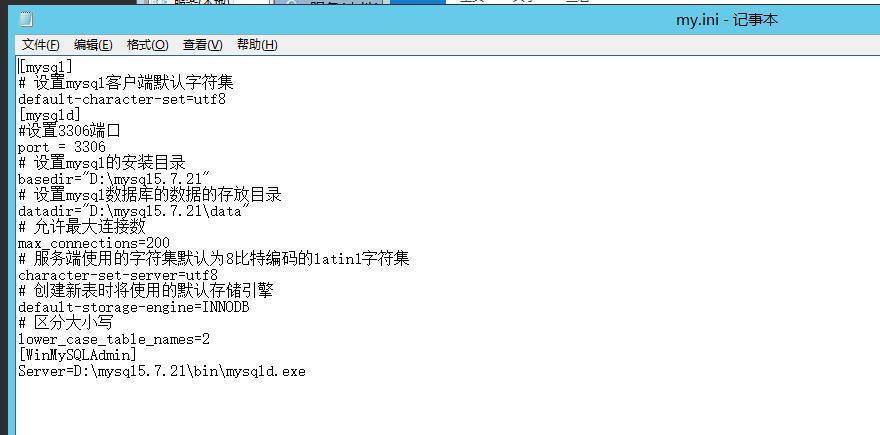 my.ini - 记事本
文件(F) 编辑(E) 格式(O) 查看(V) 帮助(H)
[mysql]
# 设置mysql客户端默认字符集
default-character-set=utf8
[mysqld]
#设置3306端口
port = 3306
# 设置mysql的安装目录
basedir="D:\mysql5.7.21"
# 设置mysql数据库的数据的存放目录
datadir="D:\mysql5.7.21\data"
# 允许最大连接数
max_connections=200
# 服务端使用的字符集默认为8比特编码的latin1字符集
character-set-server=utf8
# 创建新表时将使用的默认存储引擎
default-storage-engine=INNODB
# 区分大小写
lower_case_table_names=2
[WinMySQLAdmin]
Server=D:\mysql5.7.21\bin\mysqld.exe